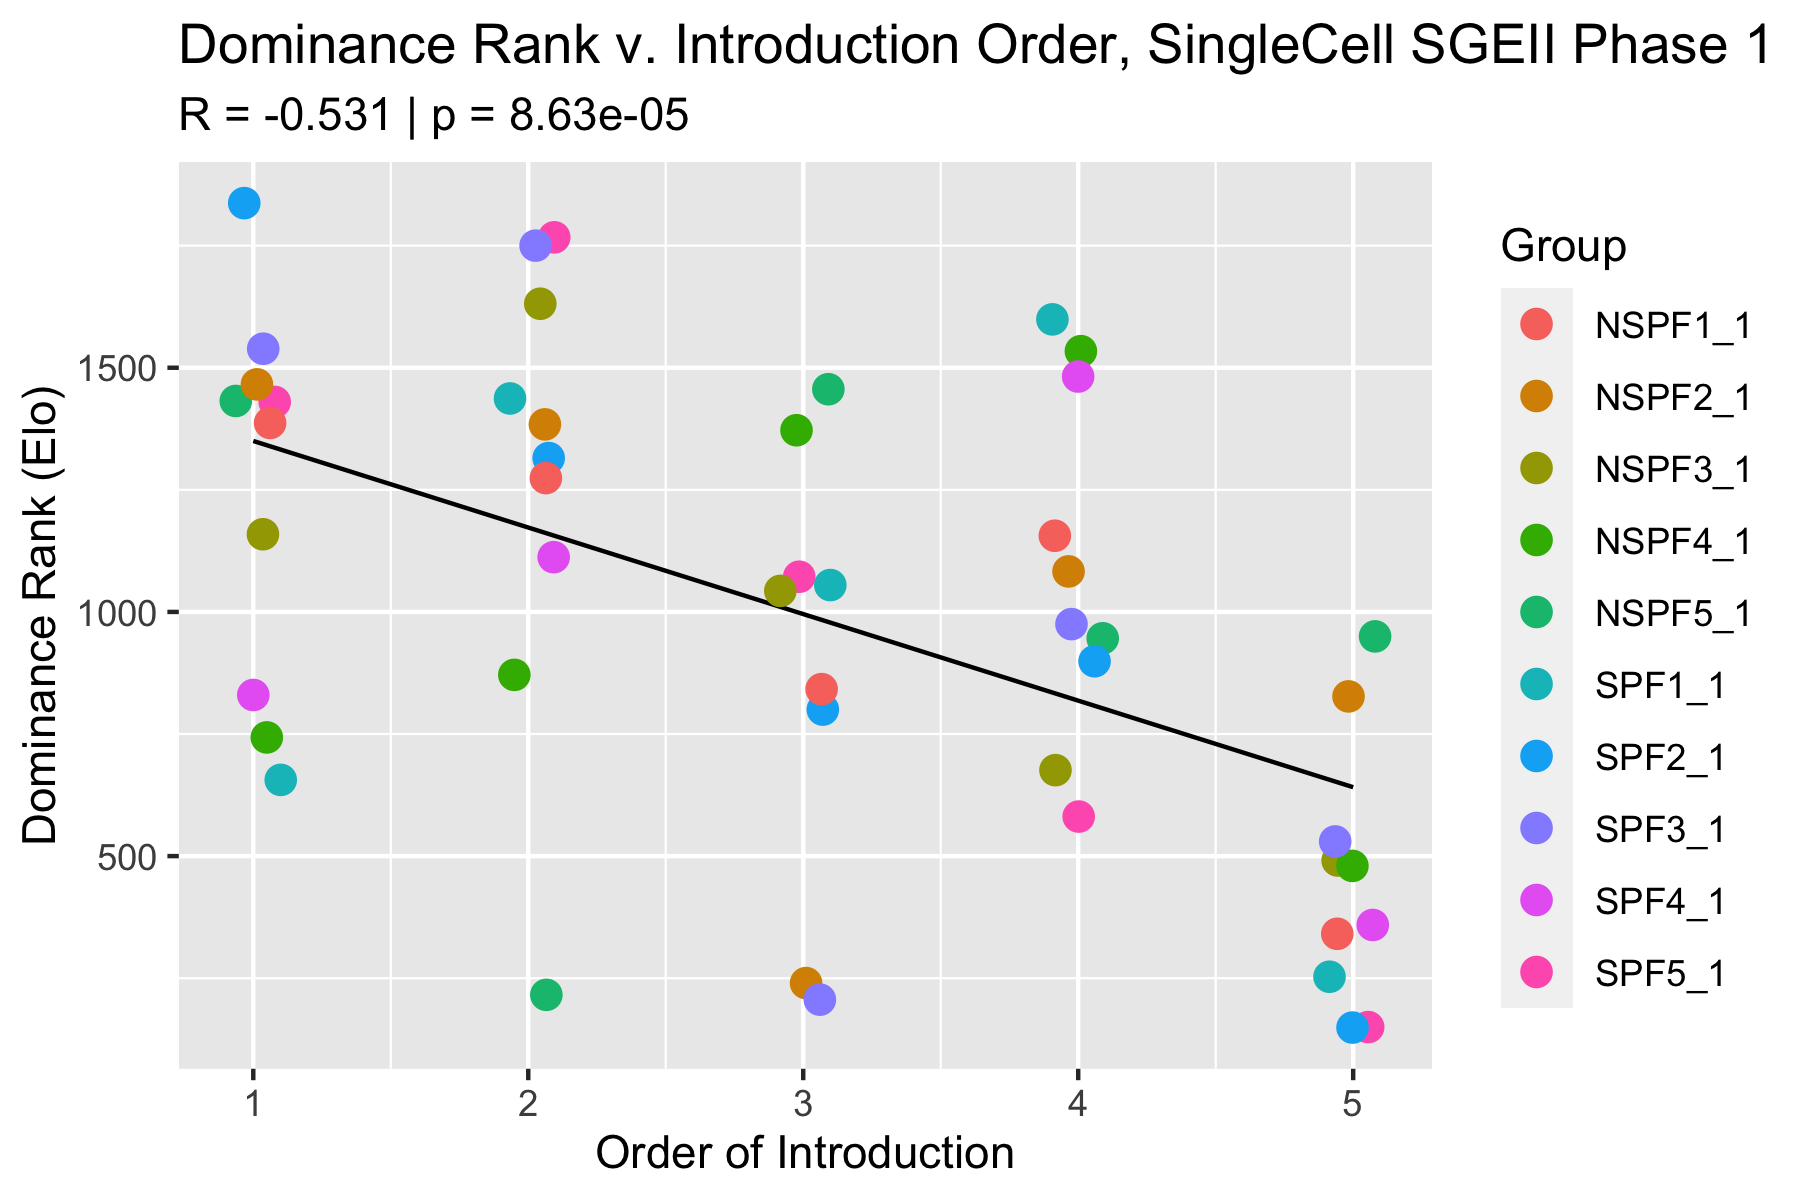 Dominance Rank v. Introduction Order, SingleCell SGEII Phase 1
R = -0.531 | p = 8.63e-05
Dominance Rank (Elo)
1500
1000
500
1 2 3 4 5
Order of Introduction
Group
NSPF1_1
NSPF2_1
NSPF3_1
NSPF4_1
NSPF5_1
SPF1_1
SPF2_1
SPF3_1
SPF4_1
SPF5_1